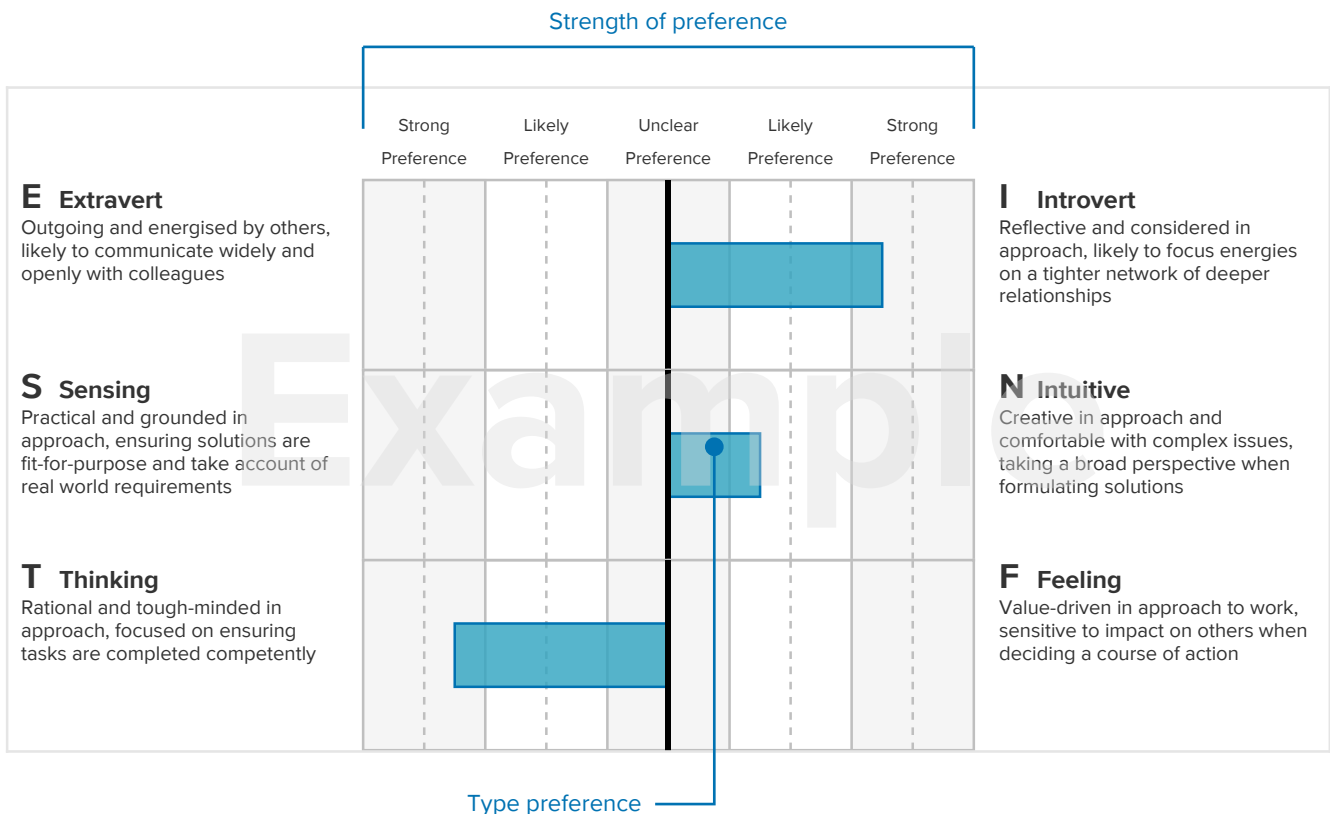 Strength of preference
Strong Likely Unclear Likely Strong
Preference Preference Preference Preference Preference
E Extravert
Outgoing and energised by others,
likely to communicate widely and
openly with colleagues
I Introvert
Reflective and considered in
approach, likely to focus energies
on a tighter network of deeper
relationships
Example
S Sensing
Practical and grounded in
approach, ensuring solutions are
fit-for-purpose and take account of
real world requirements
N Intuitive
Creative in approach and
comfortable with complex issues,
taking a broad perspective when
formulating solutions
T Thinking
Rational and tough-minded in
approach, focused on ensuring
tasks are completed competently
F Feeling
Value-driven in approach to work,
sensitive to impact on others when
deciding a course of action
Type preference